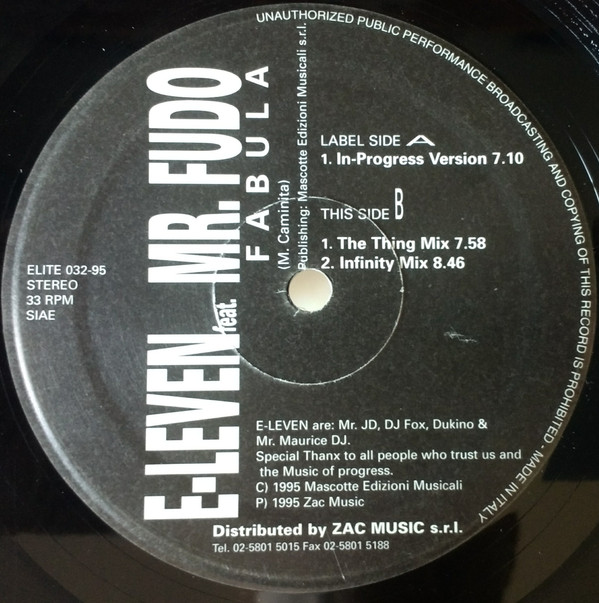 UNAUTHORIZED PUBLIC PERFORMANCE BROADCASTING AND COPYING OF THIS RECORD IS PROHIBITED - MADE IN ITALY
E-LEVEN feat. MR. FUDO
FABULA
(M. Caminita)
Publishing: Mascotte Edizioni Musicali s.r.l.
LABEL SIDE A
1. In-Progress Version 7.10
THIS SIDE B
1. The Thing Mix 7.58
2. Infinity Mix 8.46
ELITE 032-95
STEREO
33 RPM
SIAE
E-LEVEN are: Mr. JD, DJ Fox, Dukino &
Mr. Maurice DJ.
Special Thanx to all people who trust us and
the Music of progress.
C) 1995 Mascotte Edizioni Musicali
P) 1995 Zac Music
Distributed by ZAC MUSIC s.r.l.
Tel. 02-5801 5015 Fax 02-5801 5188